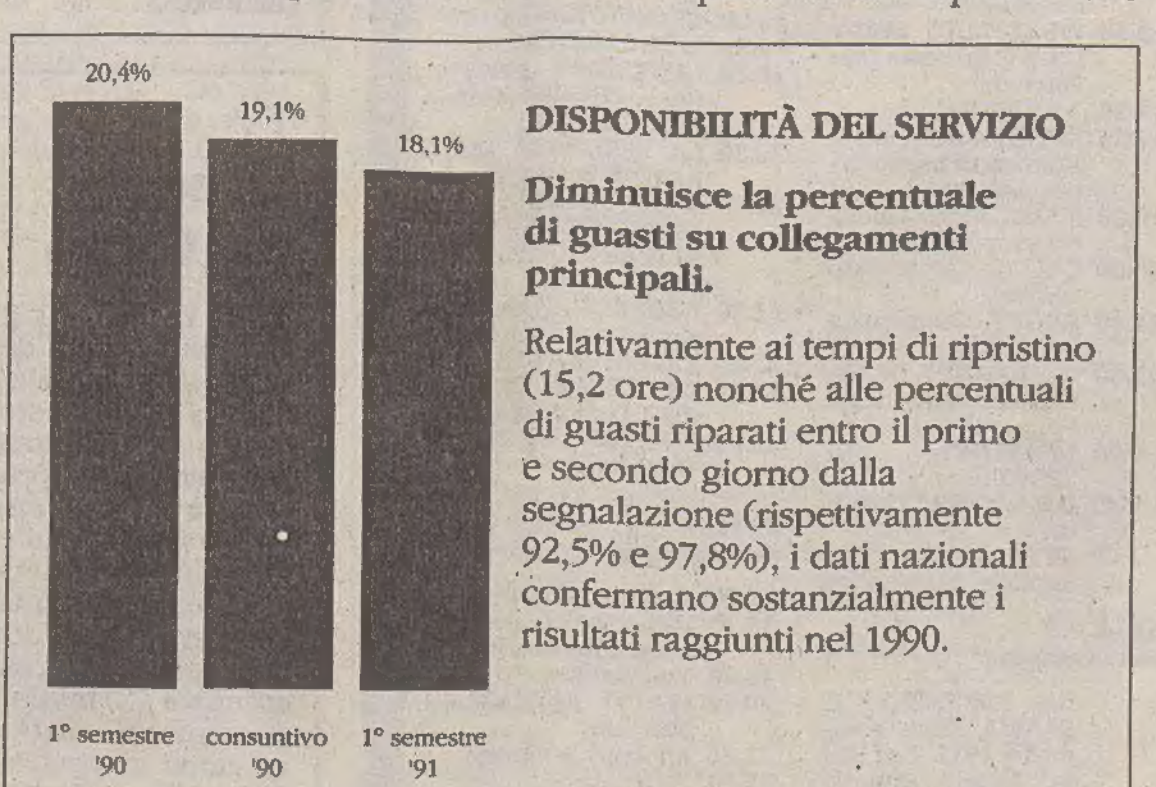 20,4%
19,1%
18,1%
1° semestre
'90
consuntivo
'90
1° semestre
'91
DISPONIBILITÀ DEL SERVIZIO
Diminuisce la percentuale
di guasti su collegamenti
principali.
Relativamente ai tempi di ripristino
(15,2 ore) nonché alle percentuali
di guasti riparati entro il primo
e secondo giorno dalla
segnalazione (rispettivamente
92,5% e 97,8%), i dati nazionali
confermano sostanzialmente i
risultati raggiunti nel 1990.